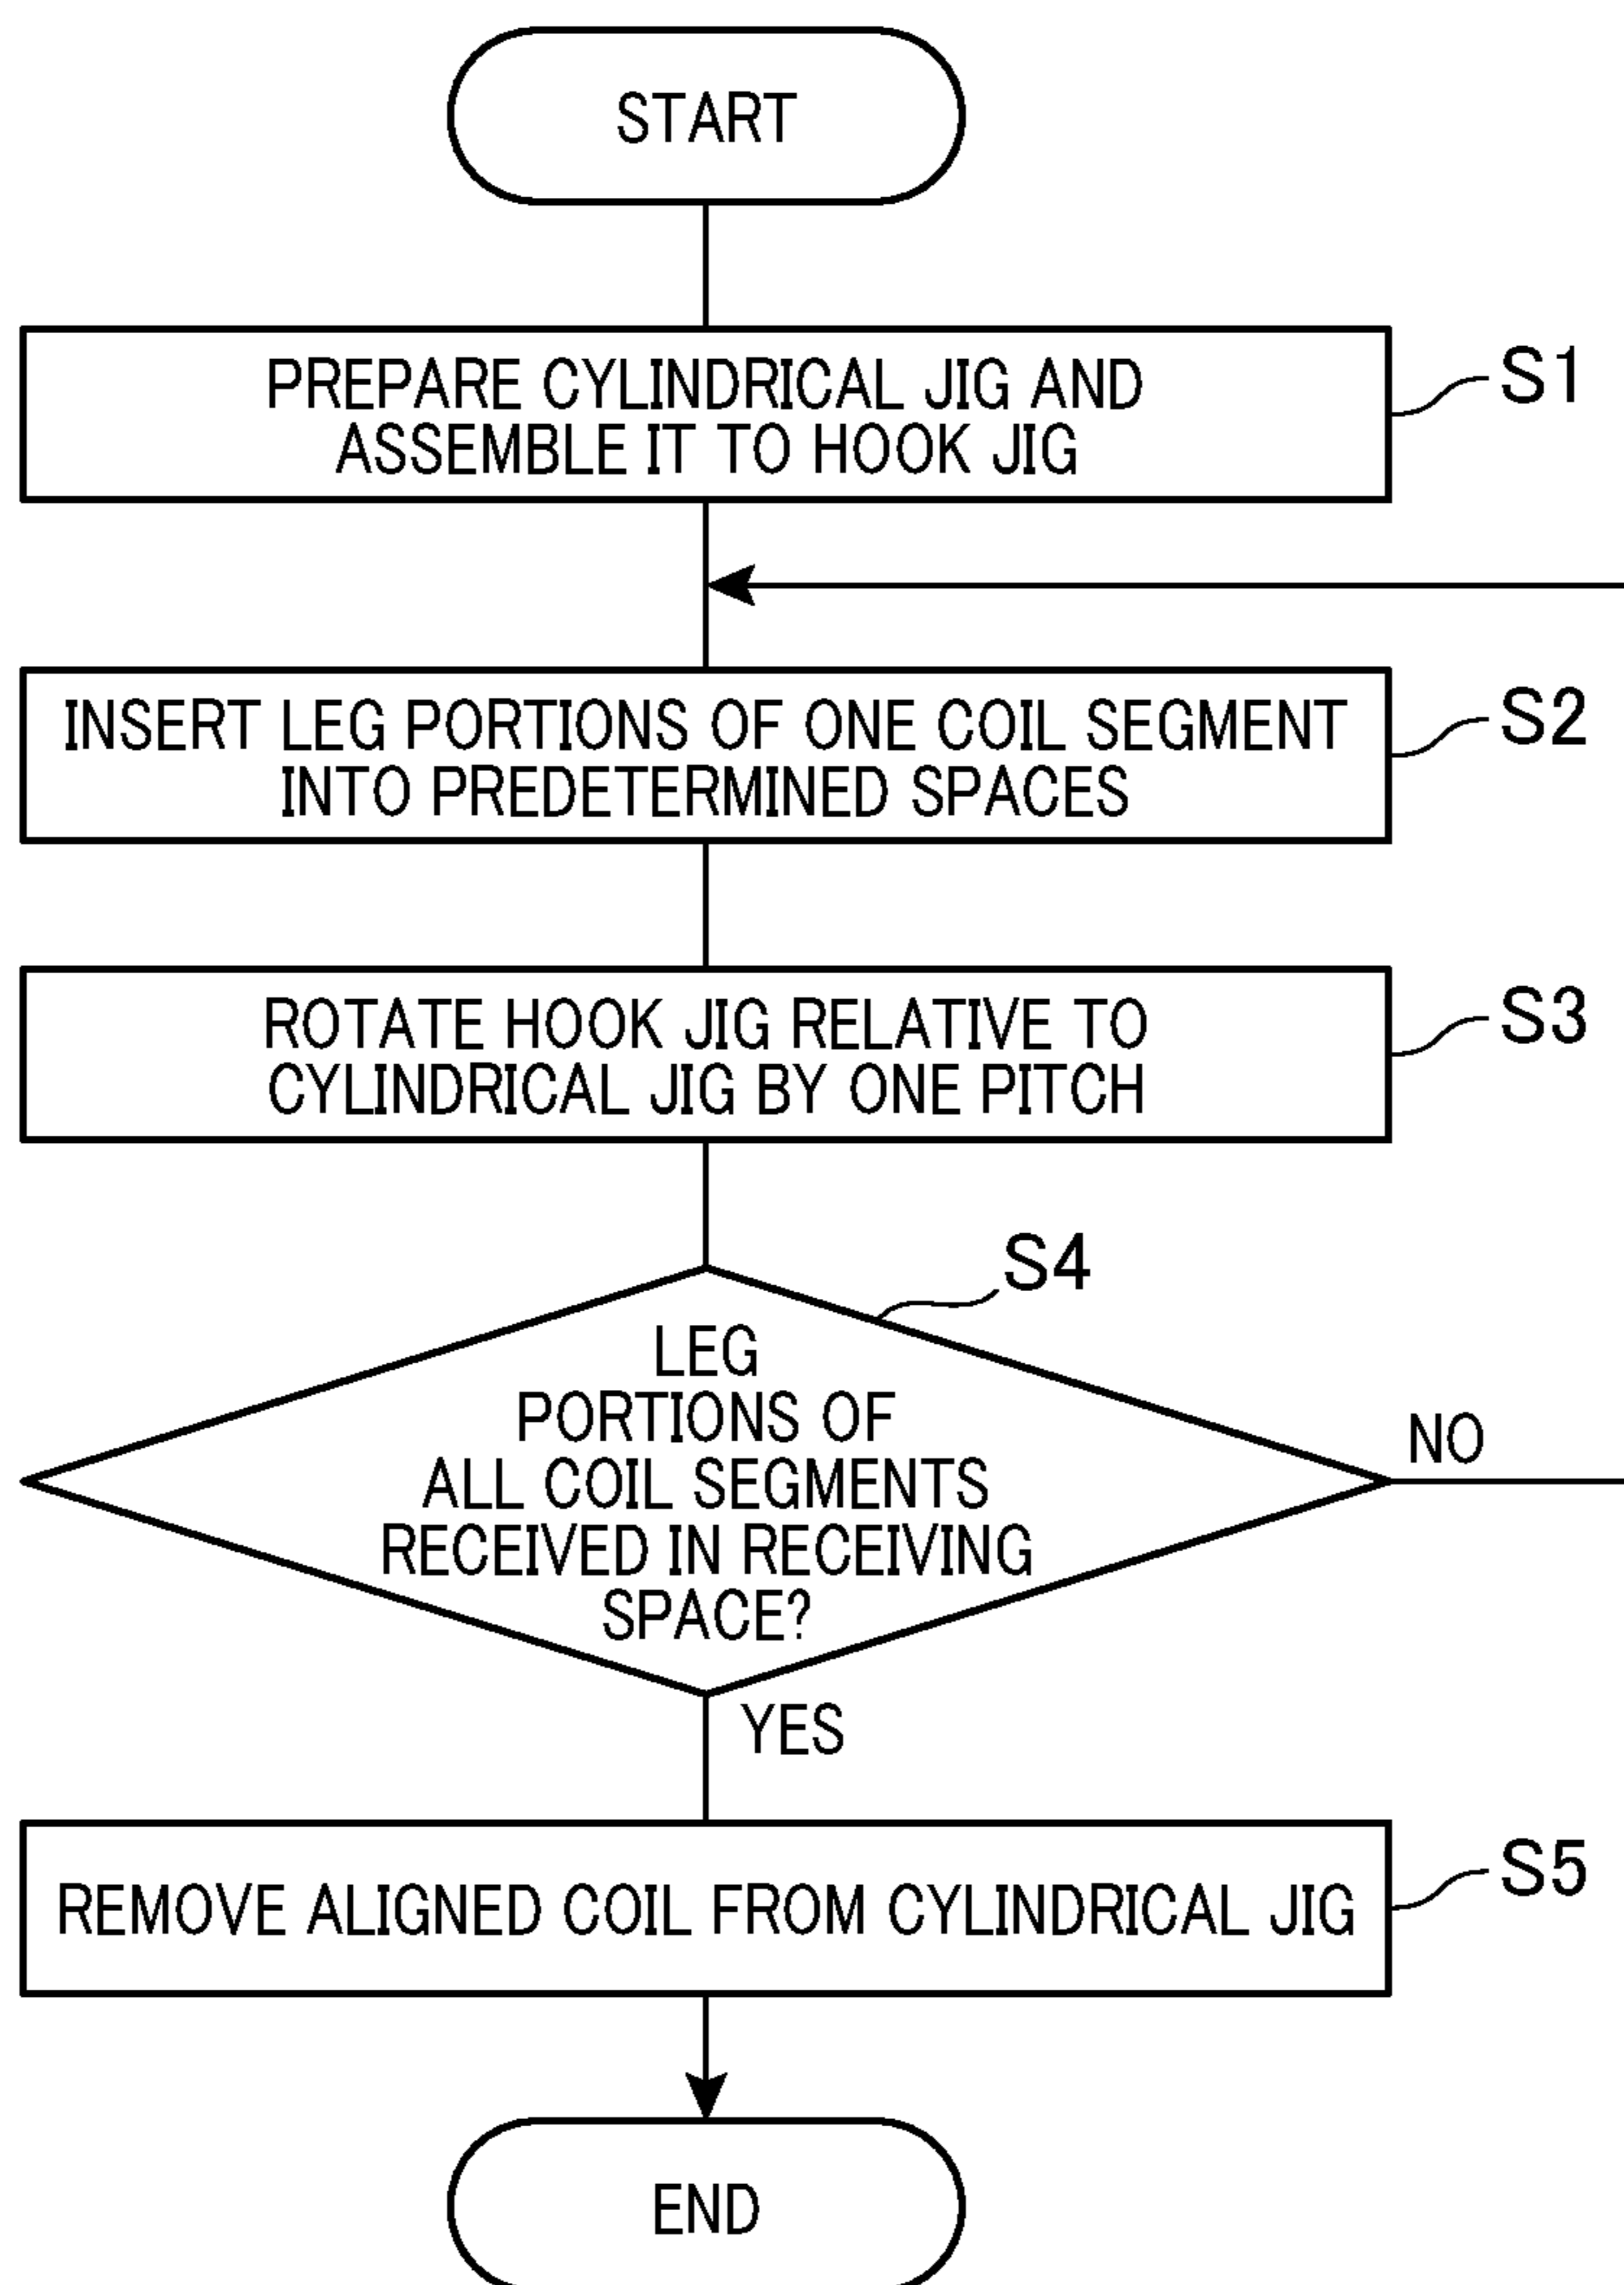 START
PREPARE CYLINDRICAL JIG AND
ASSEMBLE IT TO HOOK JIG
S1
INSERT LEG PORTIONS OF ONE COIL SEGMENT
INTO PREDETERMINED SPACES
S2
ROTATE HOOK JIG RELATIVE TO
CYLINDRICAL JIG BY ONE PITCH
S3
S4
LEG
PORTIONS OF
ALL COIL SEGMENTS
RECEIVED IN RECEIVING
SPACE?
NO
YES
REMOVE ALIGNED COIL FROM CYLINDRICAL JIG
S5
END